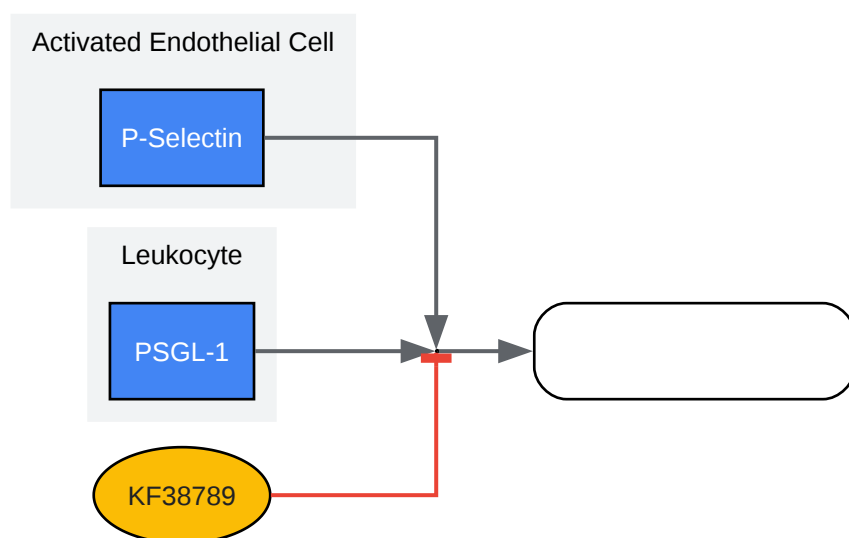 Activated Endothelial Cell
P-Selectin
Leukocyte
PSGL-1
KF38789